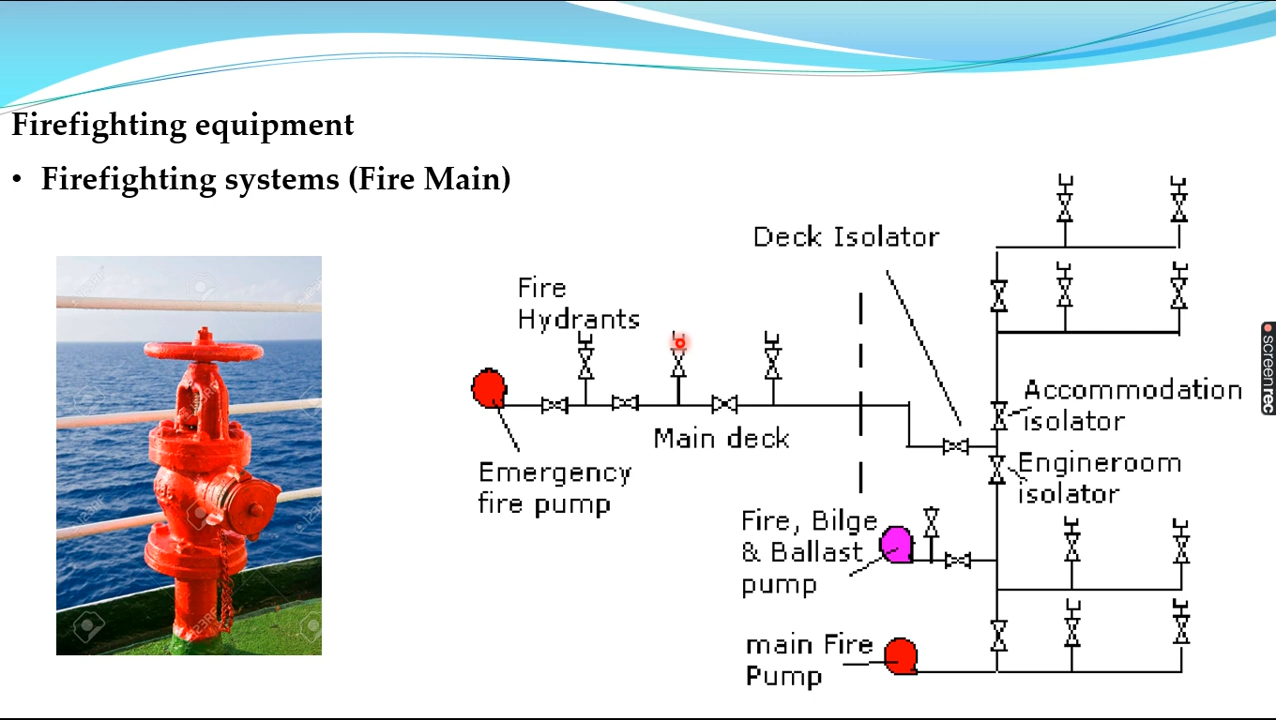 Firefighting equipment
• Firefighting systems (Fire Main)
Deck Isolator
Fire
Hydrants
Accommodation
isolator
Main deck
Engineroom
isolator
Emergency
fire pump
Fire, Bilge
& Ballast
pump
main Fire
Pump
screenrec
123RF